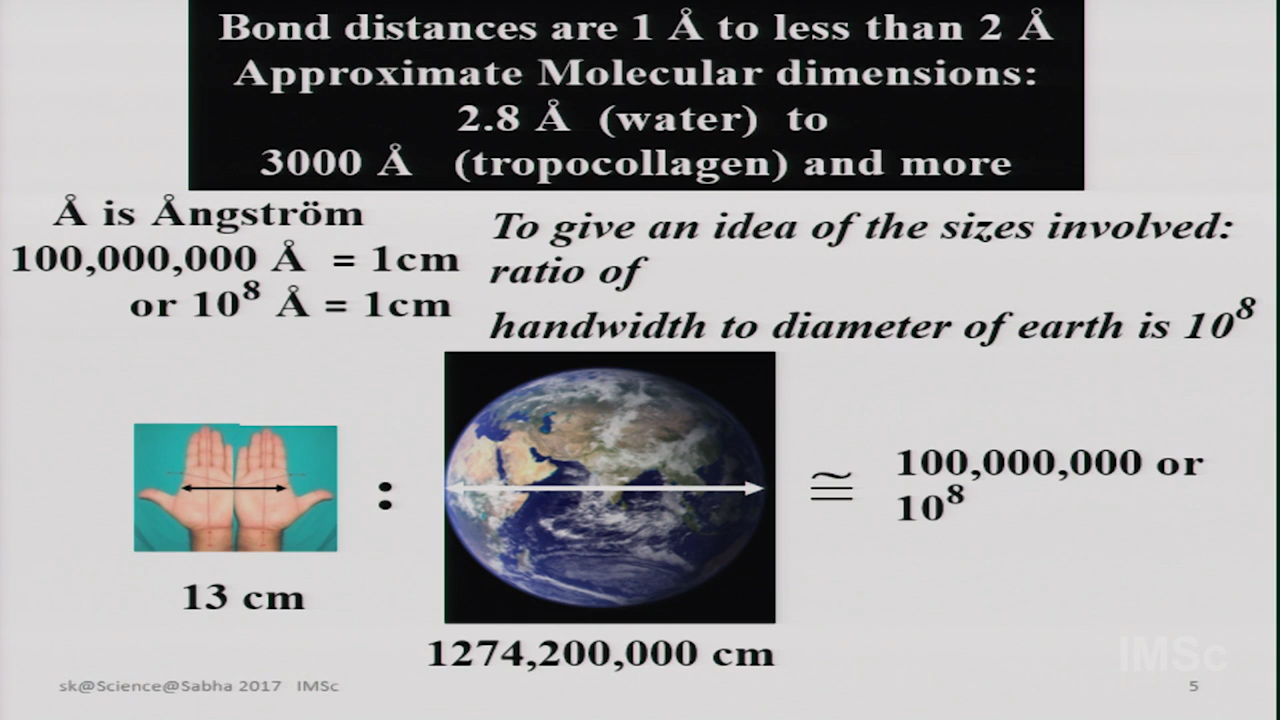 Bond distances are 1 Å to less than 2 Å
Approximate Molecular dimensions:
2.8 Å (water) to
3000 Å (tropocollagen) and more
Å is Ångström
100,000,000 Å = 1cm
or 10⁸ Å = 1cm
To give an idea of the sizes involved:
ratio of
handwidth to diameter of earth is 10⁸
:
≅
100,000,000 or
10⁸
13 cm
1274,200,000 cm
IMSc
sk@Science@Sabha 2017 IMSc
5